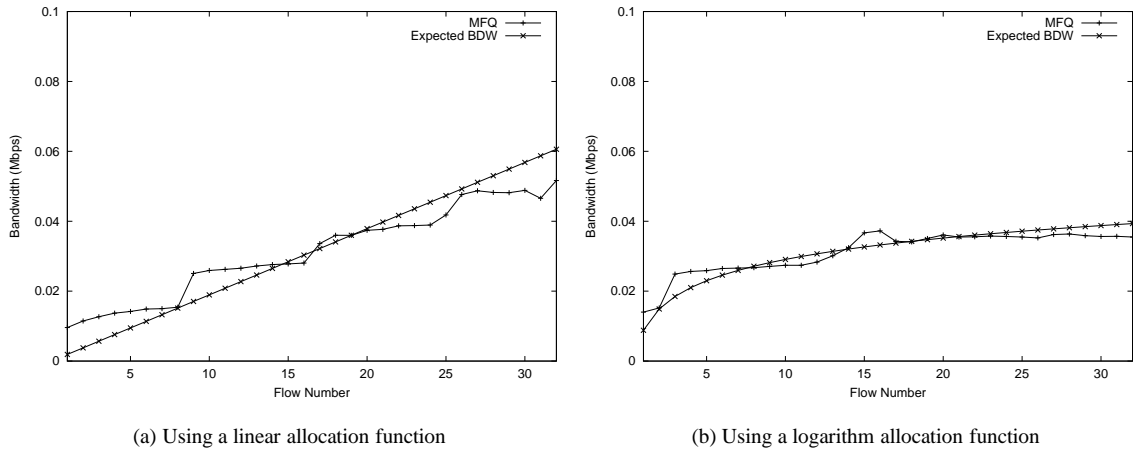 0.1
0.08
0.06
0.04
0.02
0
Bandwidth (Mbps)
MFQ
Expected BDW
5 10 15 20 25 30
Flow Number
(a) Using a linear allocation function
0.1
0.08
0.06
0.04
0.02
0
Bandwidth (Mbps)
MFQ
Expected BDW
5 10 15 20 25 30
Flow Number
(b) Using a logarithm allocation function